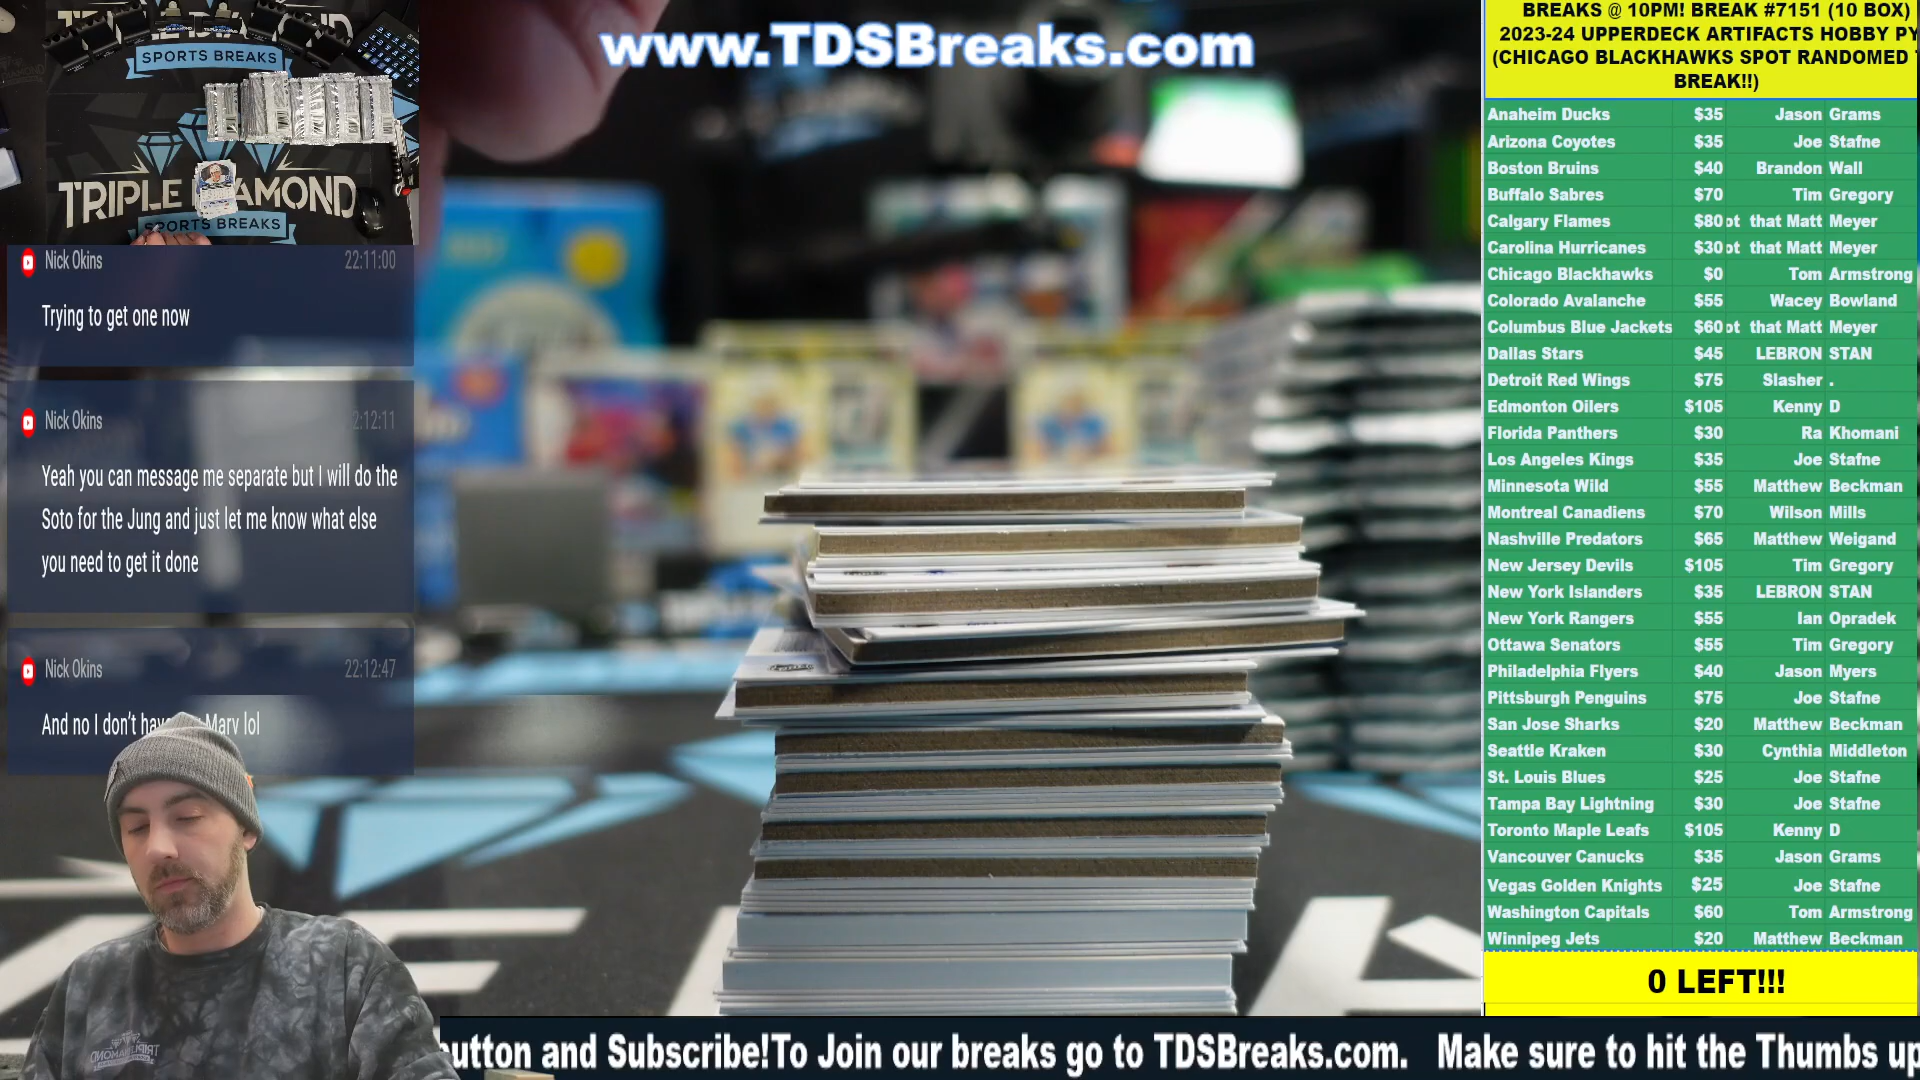 www.TDSBreaks.com
SPORTS BREAKS
TRIPLE DIAMOND
SPORTS BREAKS
Nick Okins 22:11:00
Trying to get one now
Nick Okins 2:12:11
Yeah you can message me separate but I will do the
Soto for the Jung and just let me know what else
you need to get it done
Nick Okins 22:12:47
And no I don't hav Marv lol
BREAKS @ 10PM! BREAK #7151 (10 BOX)
2023-24 UPPERDECK ARTIFACTS HOBBY PY
(CHICAGO BLACKHAWKS SPOT RANDOMED
BREAK!!)
Anaheim Ducks $35 Jason Grams
Arizona Coyotes $35 Joe Stafne
Boston Bruins $40 Brandon Wall
Buffalo Sabres $70 Tim Gregory
Calgary Flames $80 ot that Matt Meyer
Carolina Hurricanes $30 ot that Matt Meyer
Chicago Blackhawks $0 Tom Armstrong
Colorado Avalanche $55 Wacey Bowland
Columbus Blue Jackets $60 ot that Matt Meyer
Dallas Stars $45 LEBRON STAN
Detroit Red Wings $75 Slasher .
Edmonton Oilers $105 Kenny D
Florida Panthers $30 Ra Khomani
Los Angeles Kings $35 Joe Stafne
Minnesota Wild $55 Matthew Beckman
Montreal Canadiens $70 Wilson Mills
Nashville Predators $65 Matthew Weigand
New Jersey Devils $105 Tim Gregory
New York Islanders $35 LEBRON STAN
New York Rangers $55 Ian Opradek
Ottawa Senators $55 Tim Gregory
Philadelphia Flyers $40 Jason Myers
Pittsburgh Penguins $75 Joe Stafne
San Jose Sharks $20 Matthew Beckman
Seattle Kraken $30 Cynthia Middleton
St. Louis Blues $25 Joe Stafne
Tampa Bay Lightning $30 Joe Stafne
Toronto Maple Leafs $105 Kenny D
Vancouver Canucks $35 Jason Grams
Vegas Golden Knights $25 Joe Stafne
Washington Capitals $60 Tom Armstrong
Winnipeg Jets $20 Matthew Beckman
0 LEFT!!!
utton and Subscribe!To Join our breaks go to TDSBreaks.com. Make sure to hit the Thumbs up